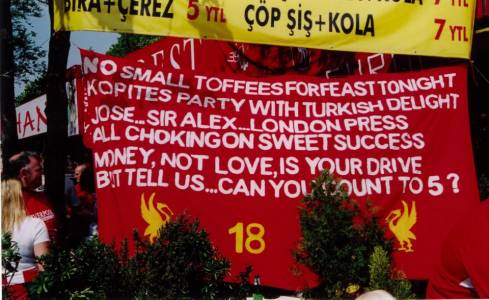 BİRA+ÇEREZ 5 YTL
ÇÖP ŞİŞ+KOLA 7 YTL
NO SMALL TOFFEES FOR FEAST TONIGHT
KOPITES PARTY WITH TURKISH DELIGHT
JOSE...SIR ALEX...LONDON PRESS
ALL CHOKING ON SWEET SUCCESS
MONEY, NOT LOVE, IS YOUR DRIVE
BUT TELL US...CAN YOU COUNT TO 5?
18